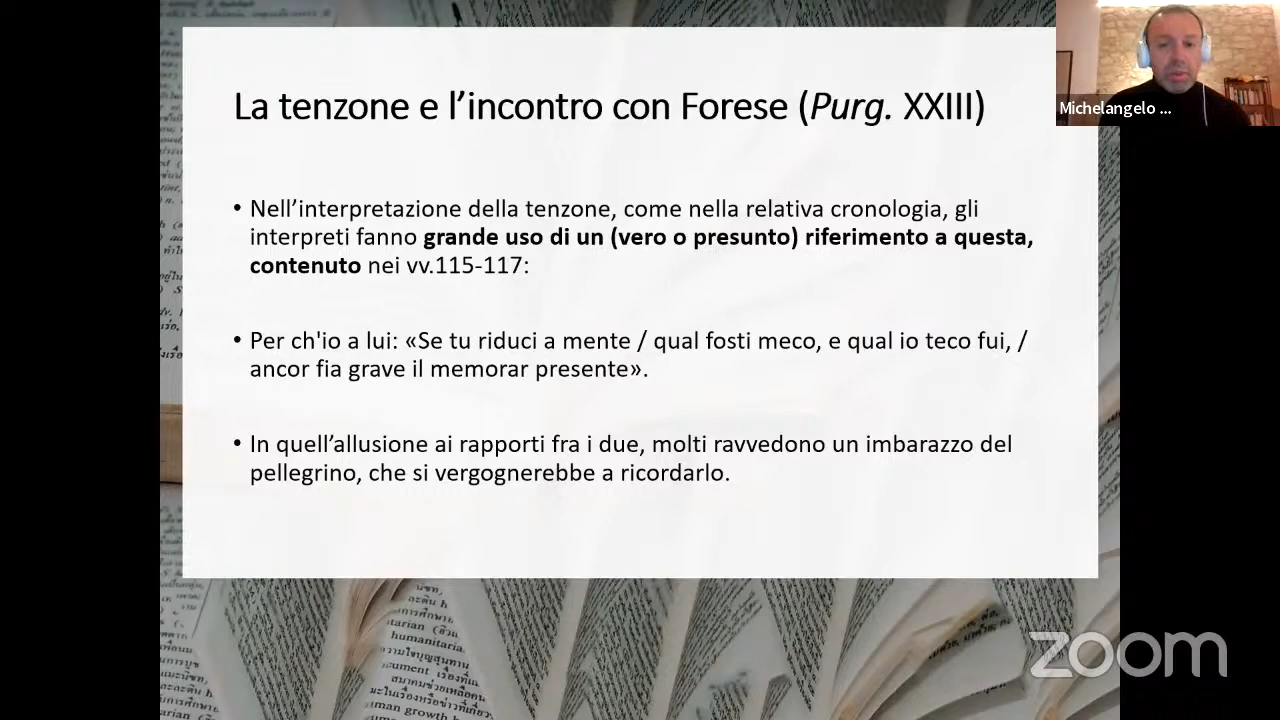 La tenzone e l’incontro con Forese (Purg. XXIII)
• Nell’interpretazione della tenzone, come nella relativa cronologia, gli
interpreti fanno grande uso di un (vero o presunto) riferimento a questa,
contenuto nei vv.115-117:
• Per ch'io a lui: «Se tu riduci a mente / qual fosti meco, e qual io teco fui, /
ancor fia grave il memorar presente».
• In quell’allusione ai rapporti fra i due, molti ravvedono un imbarazzo del
pellegrino, che si vergognerebbe a ricordarlo.
Michelangelo ...
zoom
humanitaria
human growth